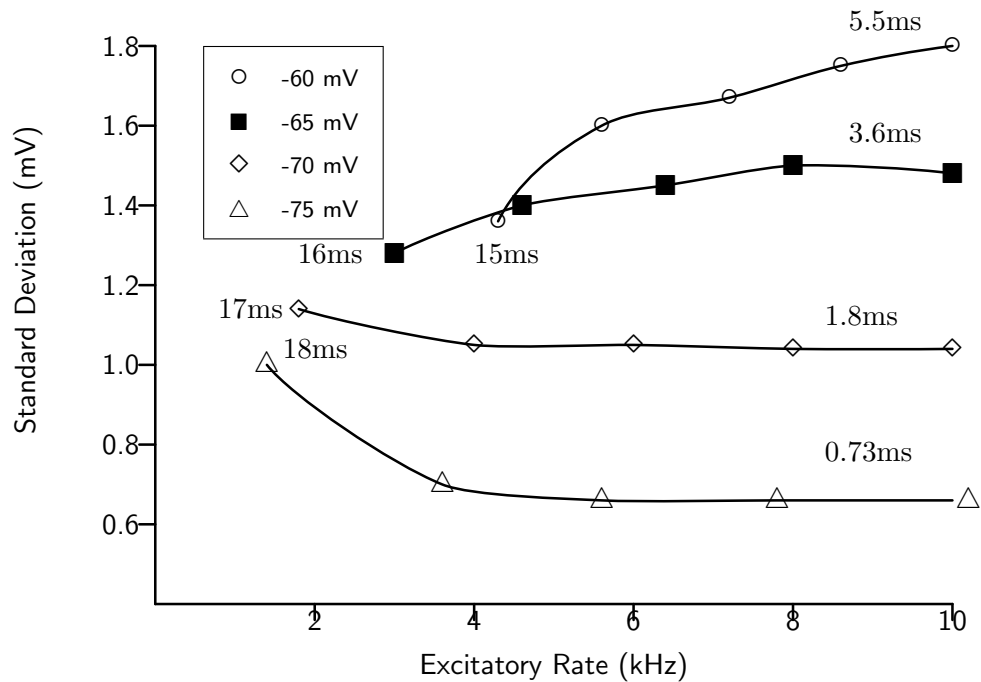 5.5ms
1.8
-60 mV
-65 mV
-70 mV
-75 mV
1.6
3.6ms
1.4
16ms
15ms
1.2
17ms
1.8ms
18ms
1.0
0.8
0.73ms
0.6
Standard Deviation (mV)
2 4 6 8 10
Excitatory Rate (kHz)